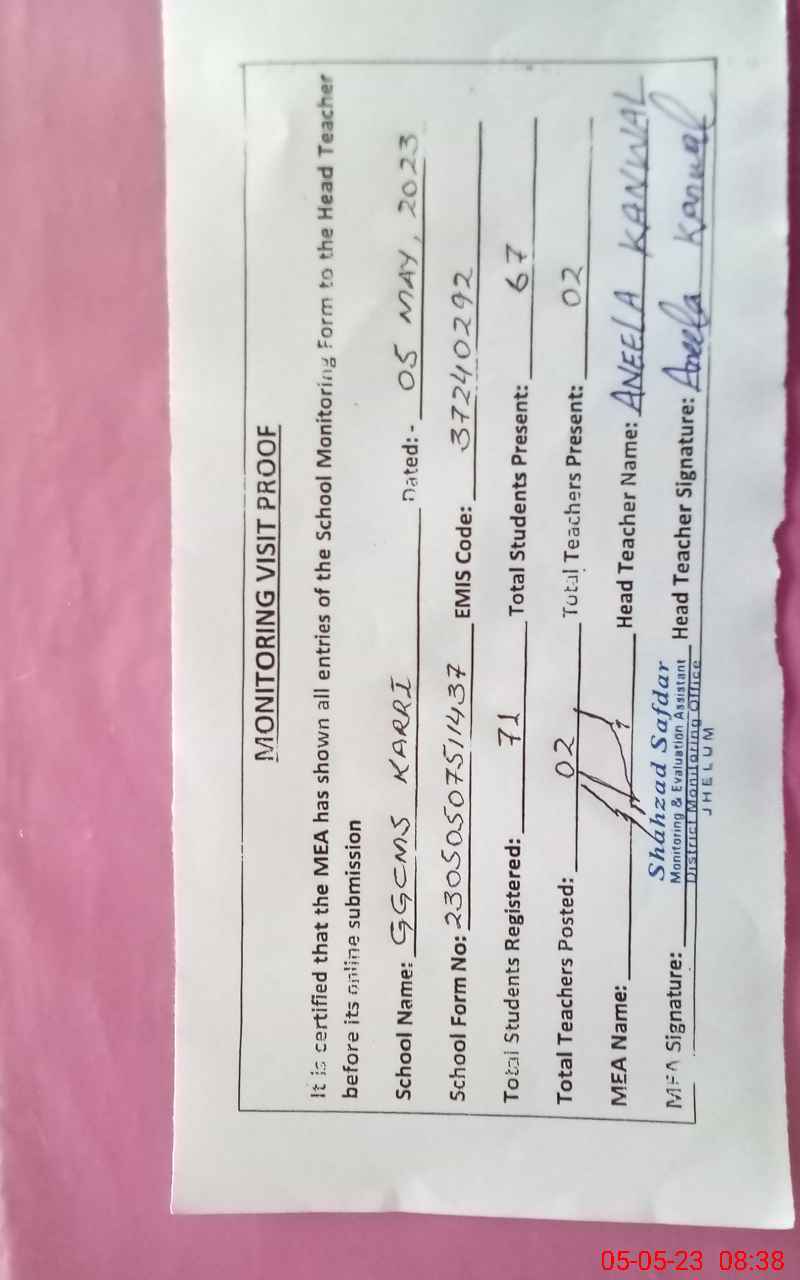 MONITORING VISIT PROOF
It is certified that the MEA has shown all entries of the School Monitoring Form to the Head Teacher
before its online submission
School Name: GGCMS KARRI Dated: - 05 MAY, 2023
School Form No: 23050507511437 EMIS Code: 37240292
Total Students Registered: 71 Total Students Present: 67
Total Teachers Posted: 02 Total Teachers Present: 02
MEA Name: Head Teacher Name: ANEELA KANWAL
MEA Signature: Head Teacher Signature: Aneela Kanwal
Shahzad Safdar
Monitoring & Evaluation Assistant
District Monitoring Office
JHELUM
05-05-23 08:38